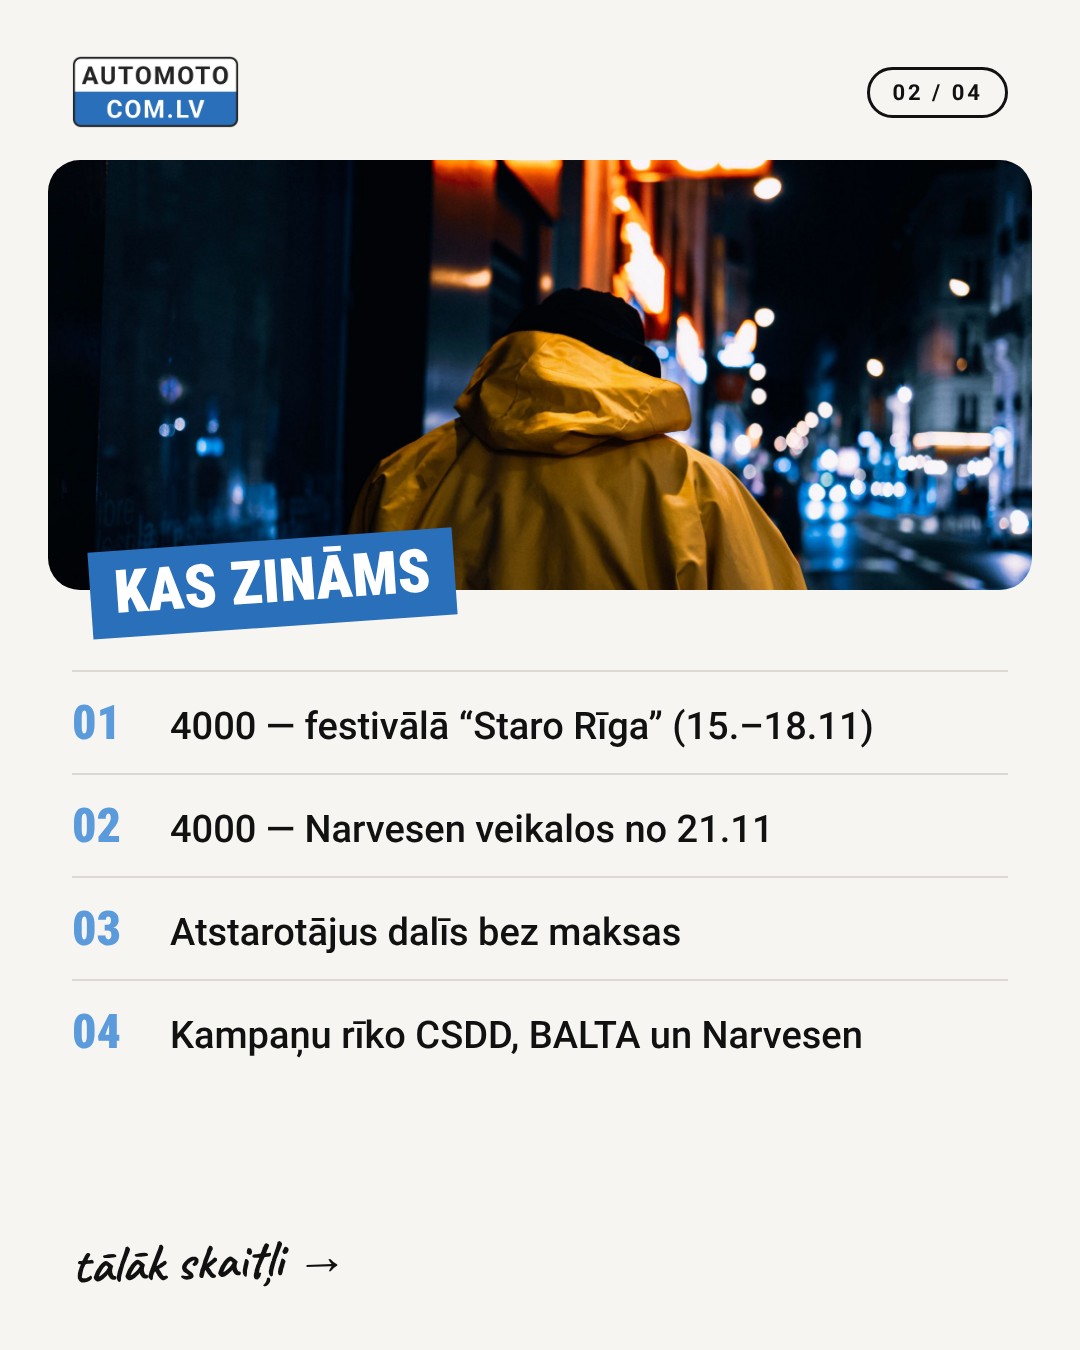 AUTOMOTO
COM.LV
02 / 04
KAS ZINĀMS
01 4000 — festivālā “Staro Rīga” (15.–18.11)
02 4000 — Narvesen veikalos no 21.11
03 Atstarotājus dalīs bez maksas
04 Kampaņu rīko CSDD, BALTA un Narvesen
tālāk skaitļi →